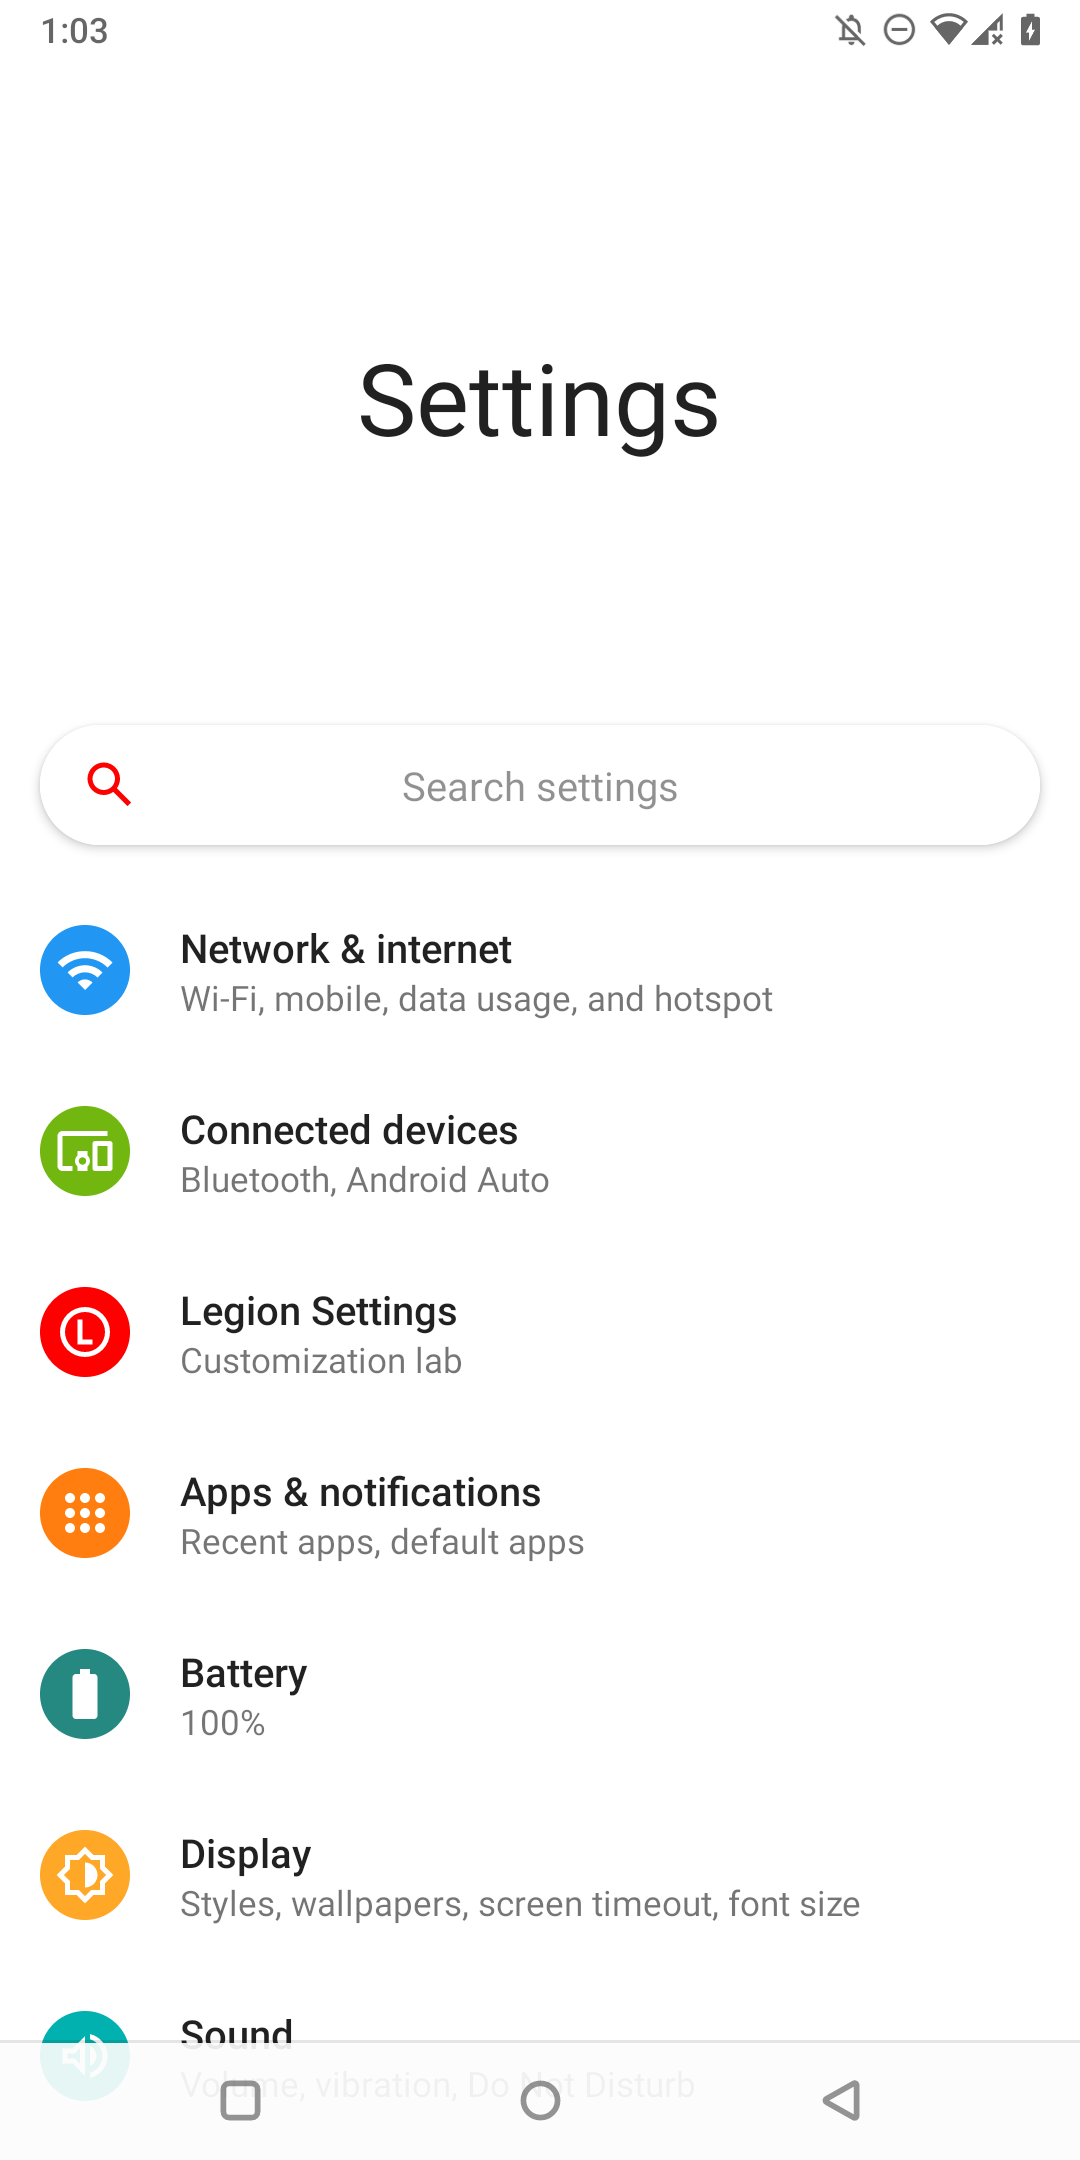 1:03
Settings
Search settings
Network & internet
Wi-Fi, mobile, data usage, and hotspot
Connected devices
Bluetooth, Android Auto
L
Legion Settings
Customization lab
Apps & notifications
Recent apps, default apps
Battery
100%
Display
Styles, wallpapers, screen timeout, font size
Sound
Volume, vibration, Do Not Disturb